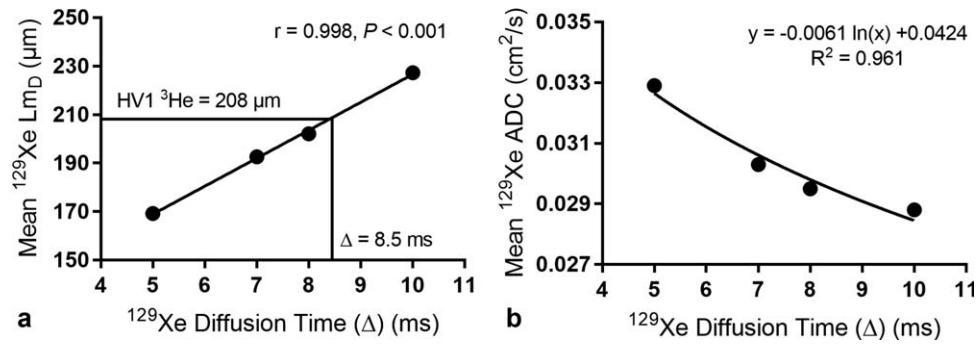 r = 0.998, P < 0.001
Mean ¹²⁹Xe LmD (µm)
250
230
210
190
170
150
HV1 ³He = 208 µm
Δ = 8.5 ms
4 5 6 7 8 9 10 11
a
¹²⁹Xe Diffusion Time (Δ) (ms)
y = -0.0061 ln(x) +0.0424
R² = 0.961
Mean ¹²⁹Xe ADC (cm²/s)
0.035
0.033
0.031
0.029
0.027
4 5 6 7 8 9 10 11
b
¹²⁹Xe Diffusion Time (Δ) (ms)